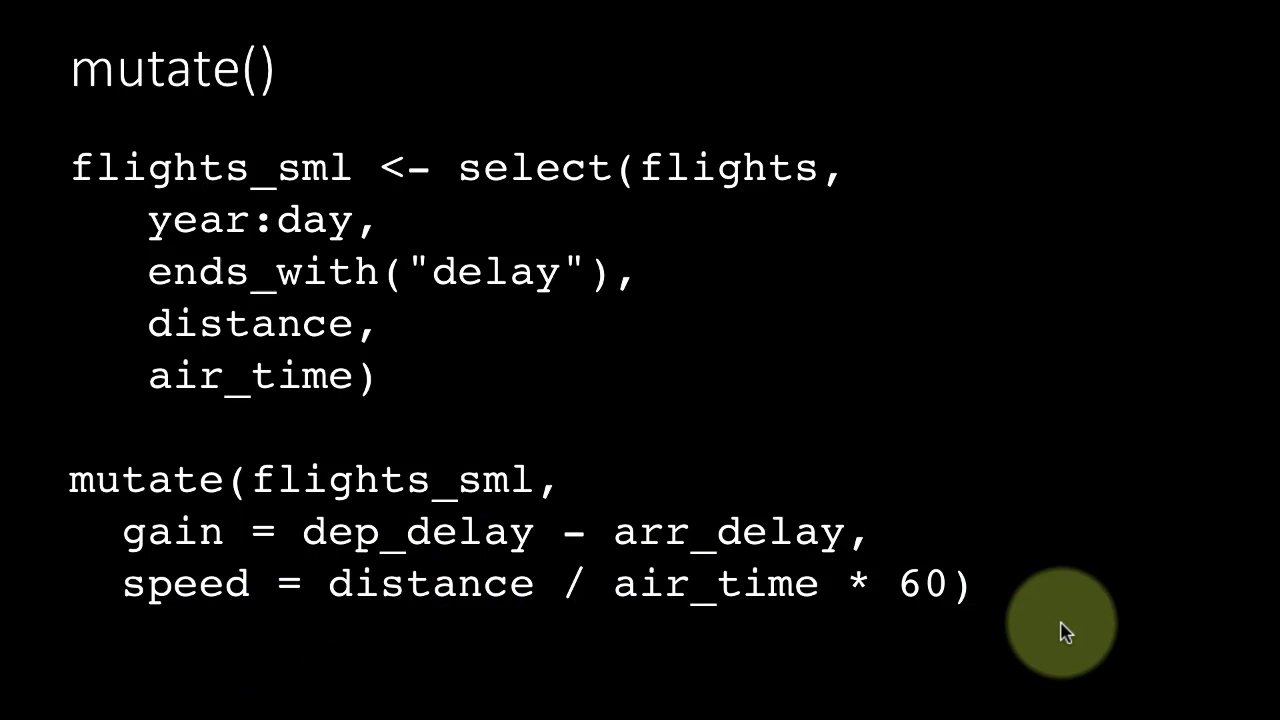 mutate()
flights_sml <- select(flights,
year:day,
ends_with("delay"),
distance,
air_time)
mutate(flights_sml,
gain = dep_delay - arr_delay,
speed = distance / air_time * 60)